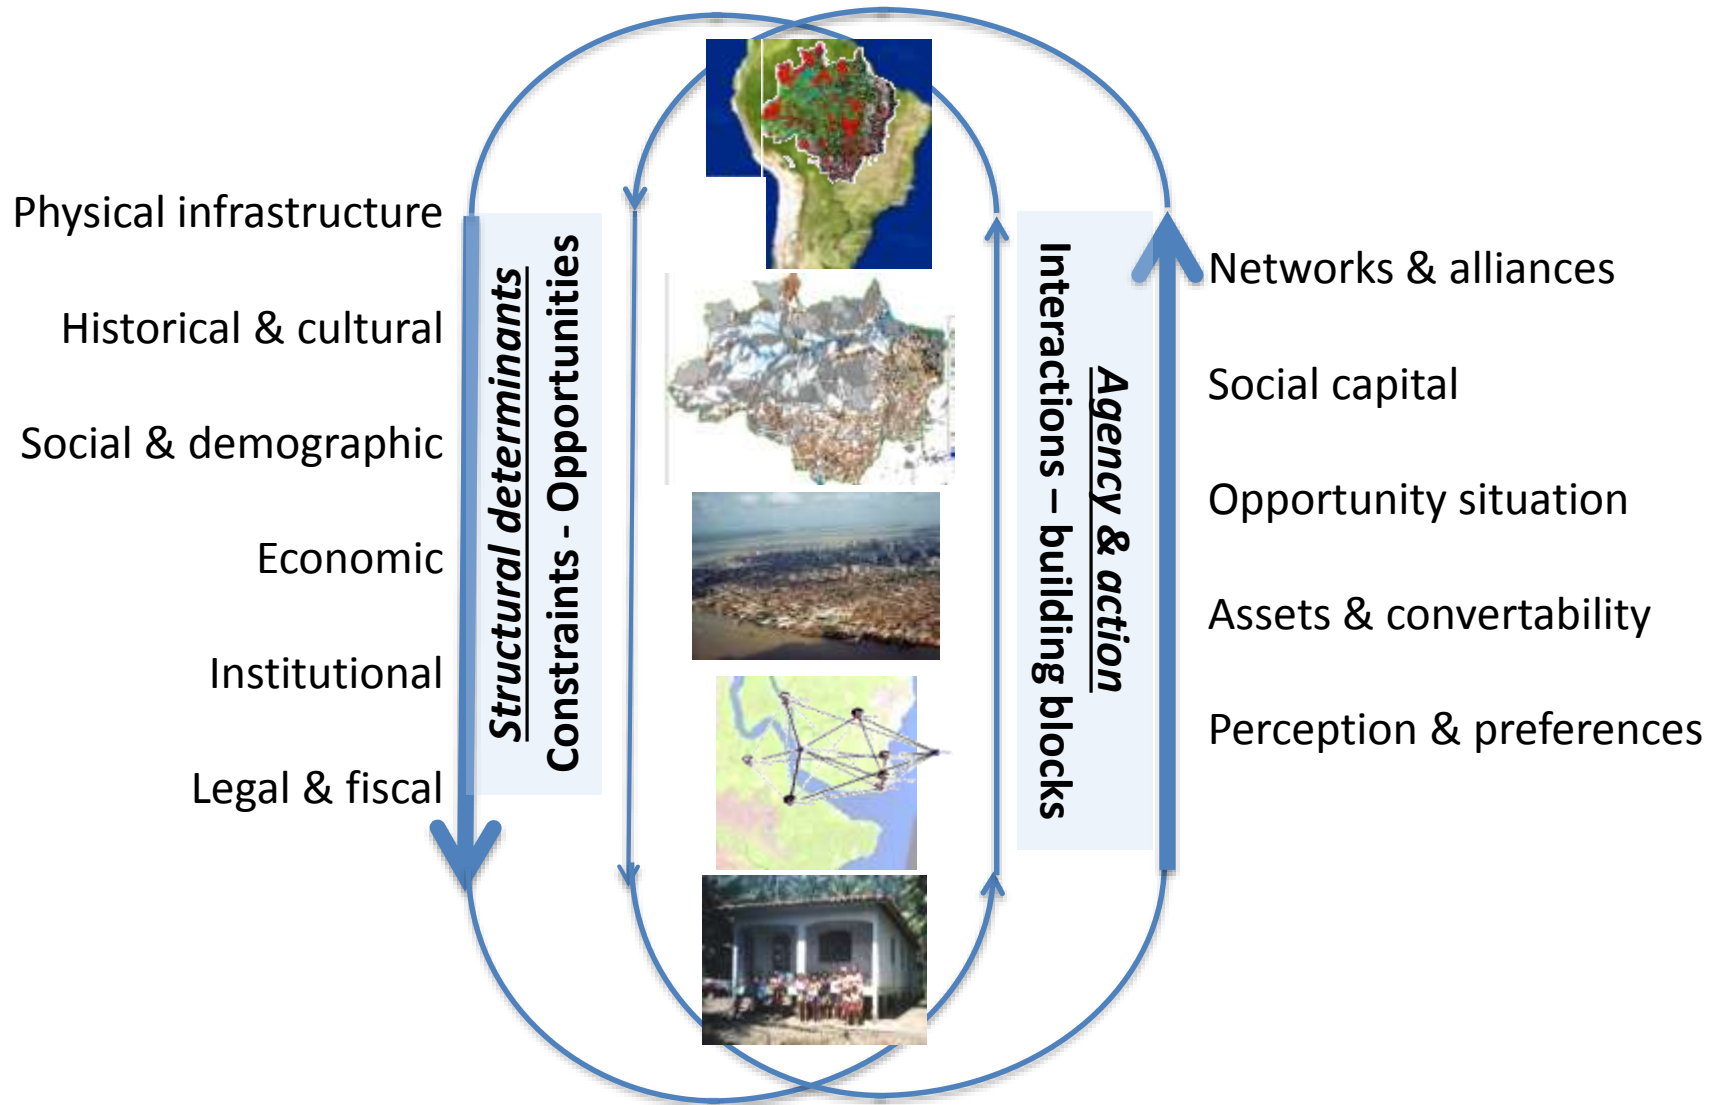 Physical infrastructure
Historical & cultural
Social & demographic
Economic
Institutional
Legal & fiscal
Structural determinants
Constraints - Opportunities
Agency & action
Interactions – building blocks
Networks & alliances
Social capital
Opportunity situation
Assets & convertability
Perception & preferences